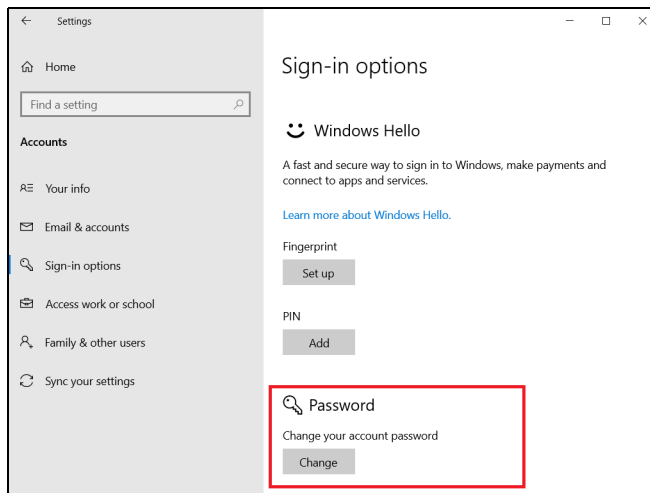 Settings
Home
Find a setting
Accounts
Your info
Email & accounts
Sign-in options
Access work or school
Family & other users
Sync your settings
Sign-in options
Windows Hello
A fast and secure way to sign in to Windows, make payments and
connect to apps and services.
Learn more about Windows Hello.
Fingerprint
Set up
PIN
Add
Password
Change your account password
Change